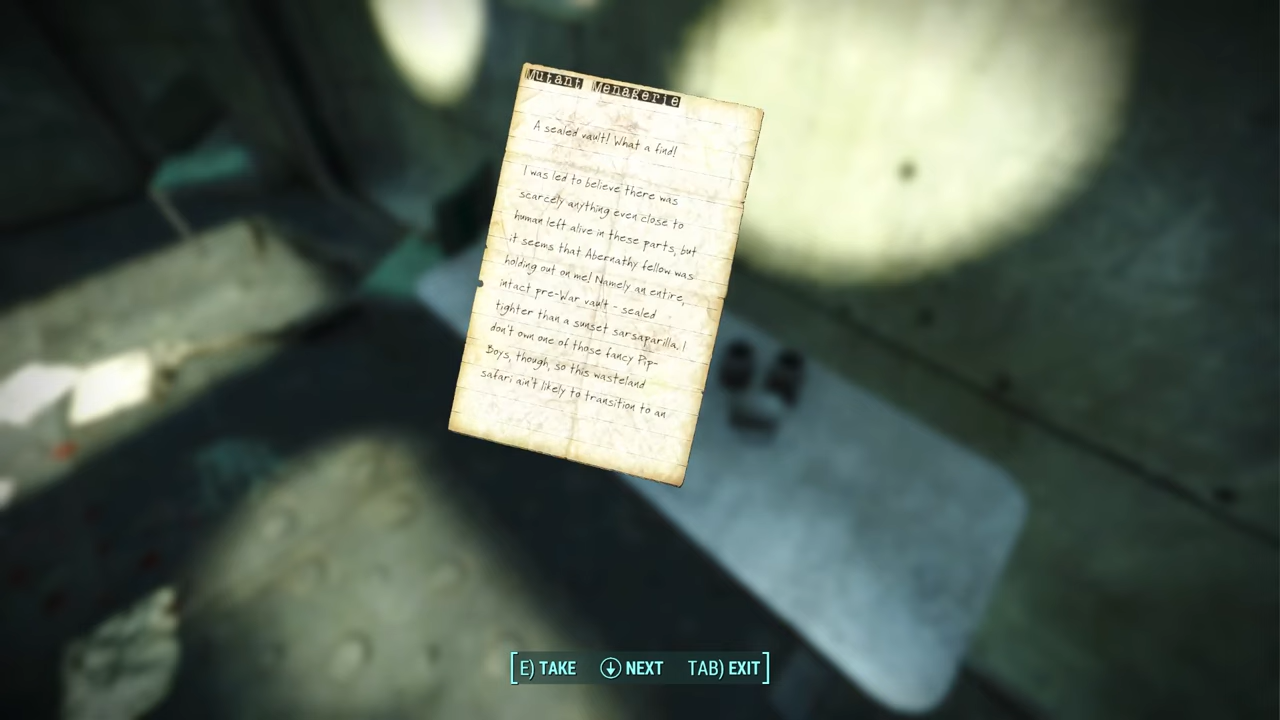 Mutant Menagerie
A sealed vault! What a find!
I was led to believe there was
scarcely anything even close to
human left alive in these parts, but
it seems that Abernathy fellow was
holding out on me! Namely an entire,
intact pre-War vault - sealed
tighter than a sunset sarsaparilla. I
don't own one of those fancy Pip-
Boys, though, so this wasteland
safari ain't likely to transition to an
E) TAKE NEXT TAB) EXIT